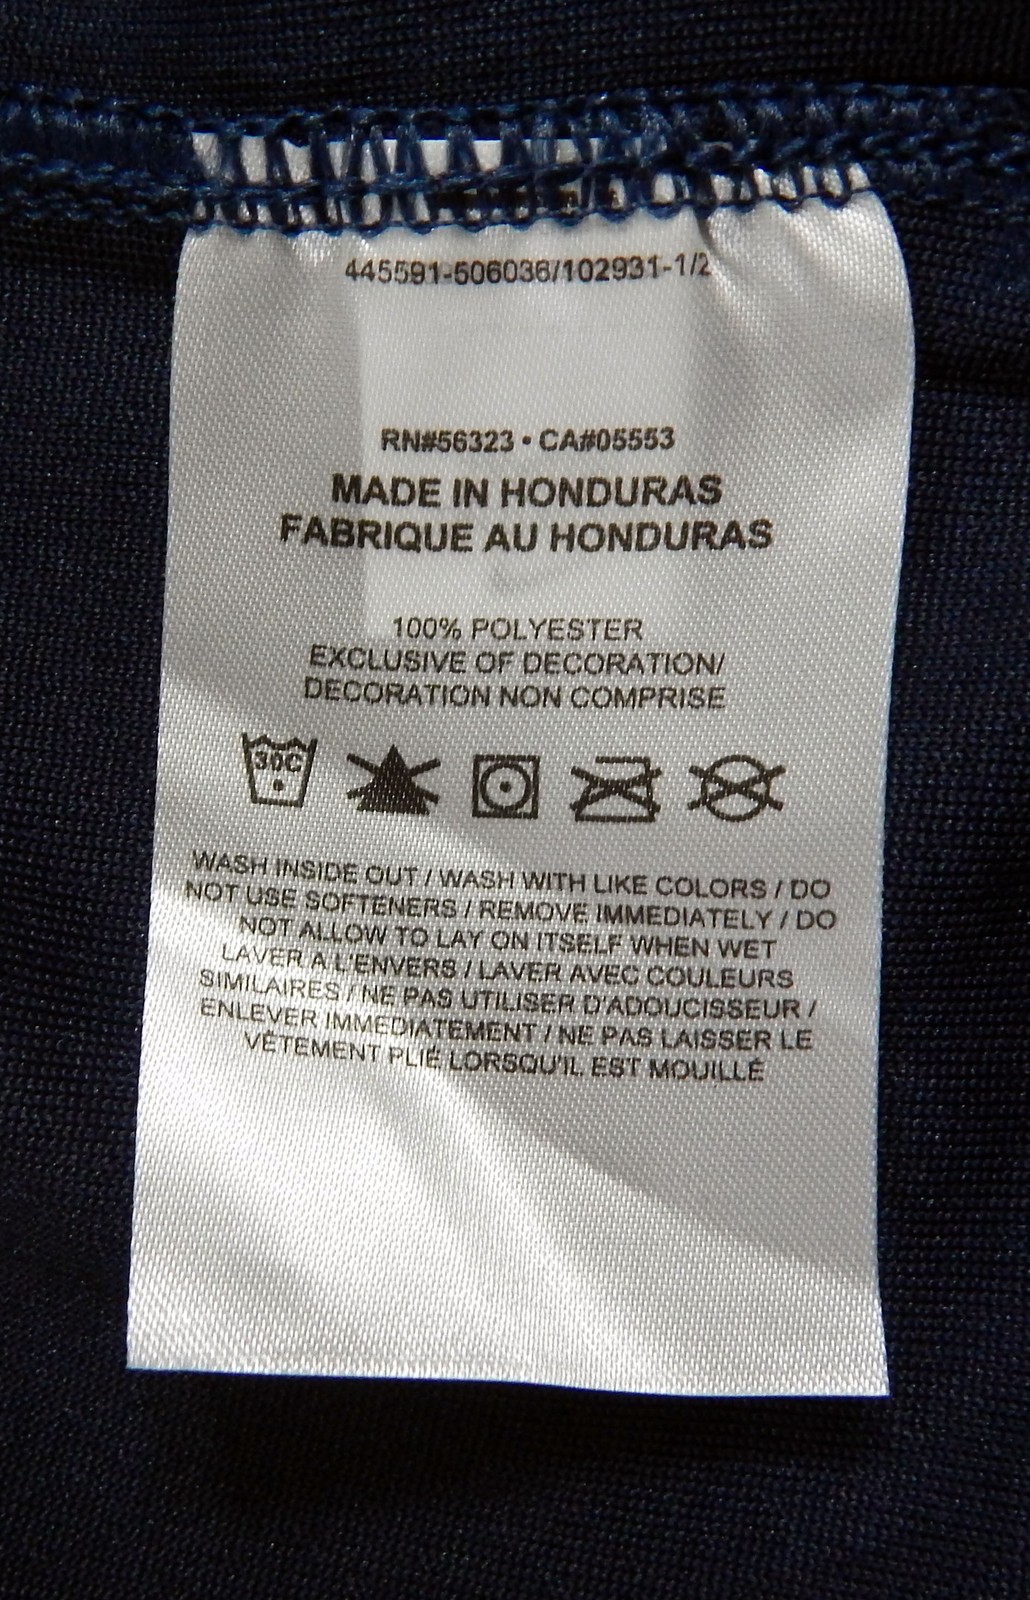 445591-506036/102931-1/2
RN#56323 • CA#05553
MADE IN HONDURAS
FABRIQUE AU HONDURAS
100% POLYESTER
EXCLUSIVE OF DECORATION/
DECORATION NON COMPRISE
30C
WASH INSIDE OUT / WASH WITH LIKE COLORS / DO
NOT USE SOFTENERS / REMOVE IMMEDIATELY / DO
NOT ALLOW TO LAY ON ITSELF WHEN WET
LAVER A L'ENVERS / LAVER AVEC COULEURS
SIMILAIRES / NE PAS UTILISER D'ADOUCISSEUR /
ENLEVER IMMEDIATEMENT / NE PAS LAISSER LE
VÊTEMENT PLIÉ LORSQU'IL EST MOUILLÉ